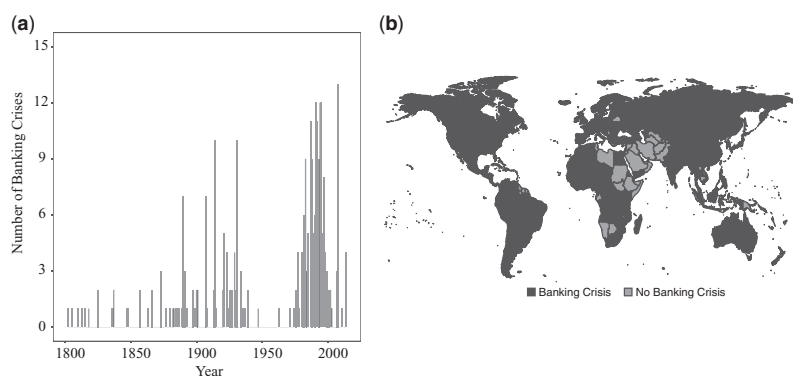 (a)
Number of Banking Crises
15
12
9
6
3
0
1800 1850 1900 1950 2000
Year
(b)
Banking Crisis No Banking Crisis